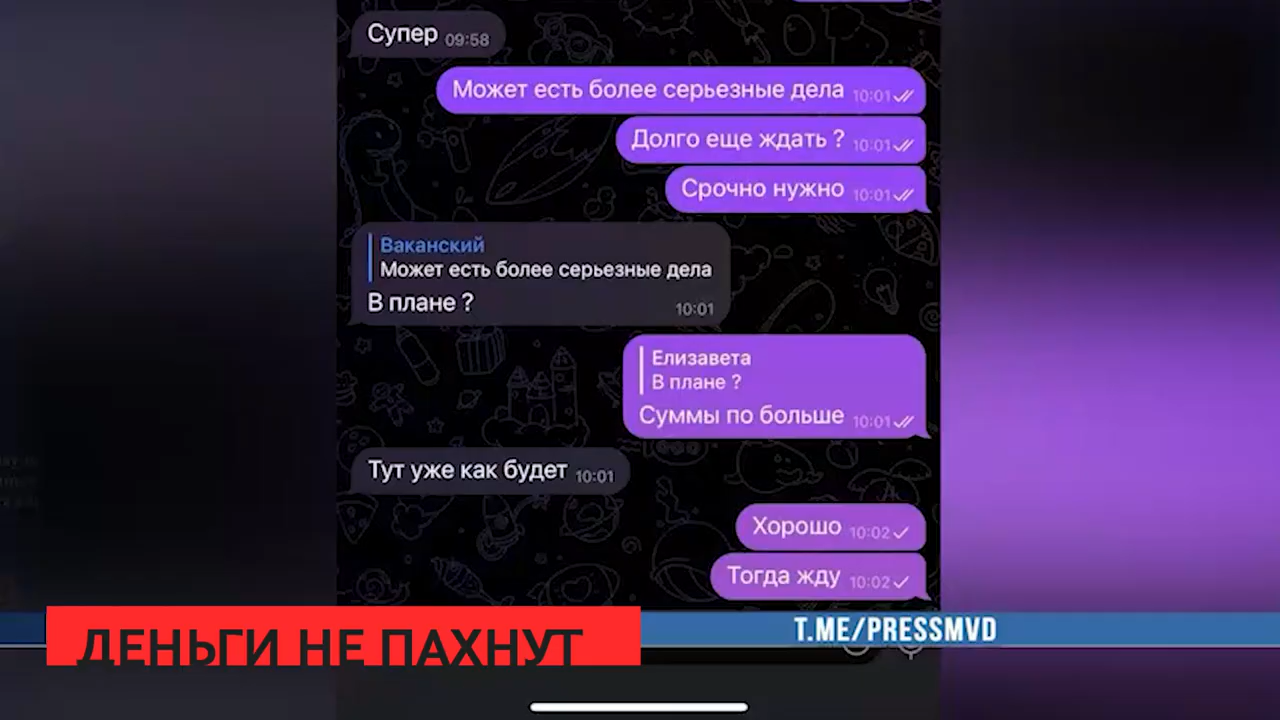 Супер 09:58
Может есть более серьезные дела 10:01
Долго еще ждать ? 10:01
Срочно нужно 10:01
Ваканский
Может есть более серьезные дела
В плане ? 10:01
Елизавета
В плане ?
Суммы по больше 10:01
Тут уже как будет 10:01
Хорошо 10:02
Тогда жду 10:02
ДЕНЬГИ НЕ ПАХНУТ
T.ME/PRESSMVD